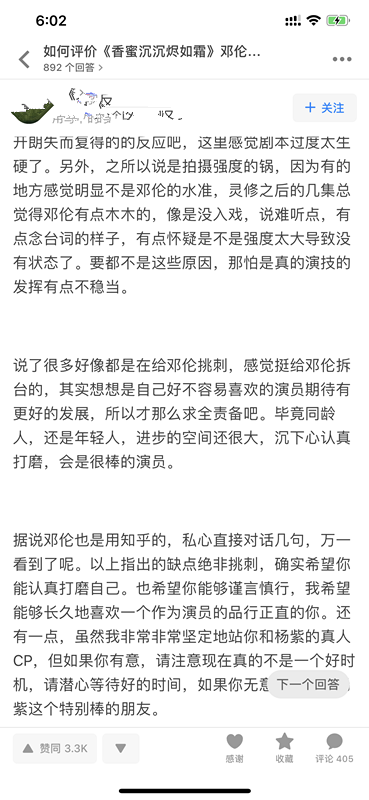 6:02
如何评价《香蜜沉沉烬如霜》邓伦...
892 个回答 >
+ 关注
开朗失而复得的的反应吧，这里感觉剧本过度太生
硬了。另外，之所以说是拍摄强度的锅，因为有的
地方感觉明显不是邓伦的水准，灵修之后的几集总
觉得邓伦有点木木的，像是没入戏，说难听点，有
点念台词的样子，有点怀疑是不是强度太大导致没
有状态了。要都不是这些原因，那怕是真的演技的
发挥有点不稳当。
说了很多好像都是在给邓伦挑刺，感觉挺给邓伦拆
台的，其实想想是自己好不容易喜欢的演员期待有
更好的发展，所以才那么求全责备吧。毕竟同龄
人，还是年轻人，进步的空间还很大，沉下心认真
打磨，会是很棒的演员。
据说邓伦也是用知乎的，私心直接对话几句，万一
看到了呢。以上指出的缺点绝非挑刺，确实希望你
能认真打磨自己。也希望你能够谨言慎行，我希望
能够长久地喜欢一个作为演员的品行正直的你。还
有一点，虽然我非常非常坚定地站你和杨紫的真人
CP，但如果你有意，请注意现在真的不是一个好时
机，请潜心等待好的时间，如果你无意
下一个回答
紫这个特别棒的朋友。
赞同 3.3K
感谢
收藏
评论 405